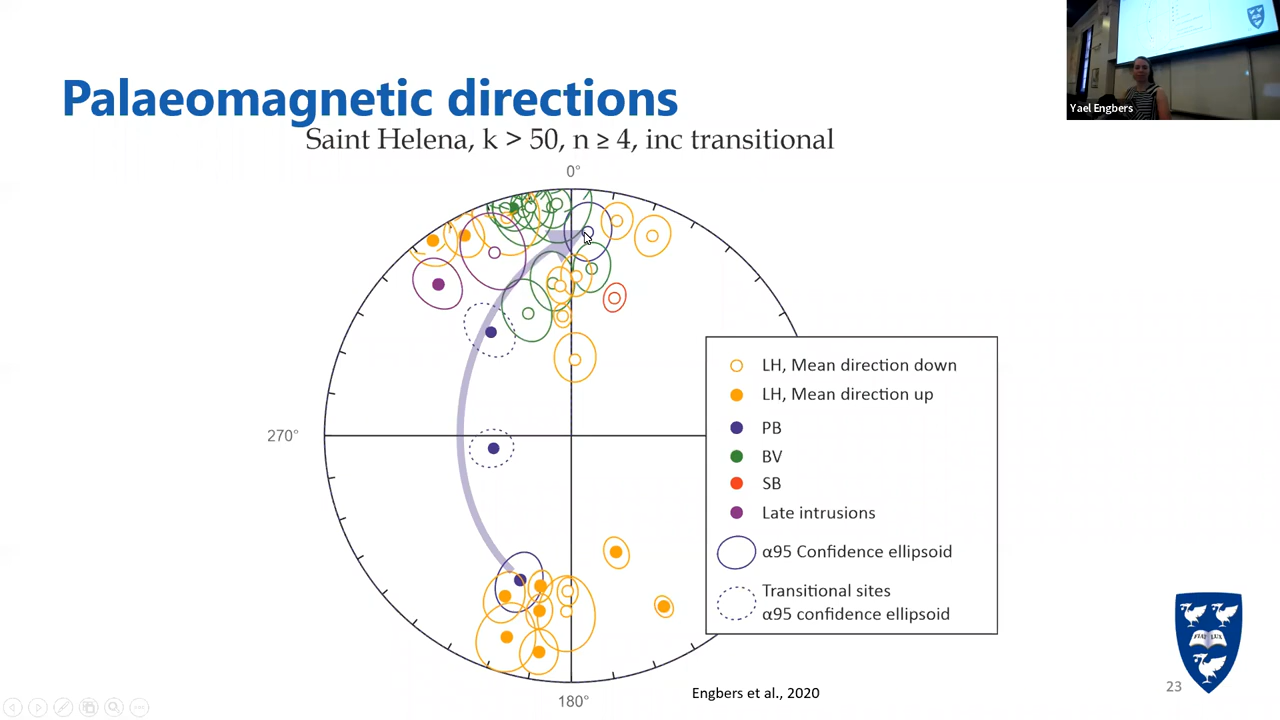 Yael Engbers
Palaeomagnetic directions
Saint Helena, k > 50, n ≥ 4, inc transitional
0°
270°
LH, Mean direction down
LH, Mean direction up
PB
BV
SB
Late intrusions
α95 Confidence ellipsoid
Transitional sites
α95 confidence ellipsoid
180°
Engbers et al., 2020
23
FIAT LUX